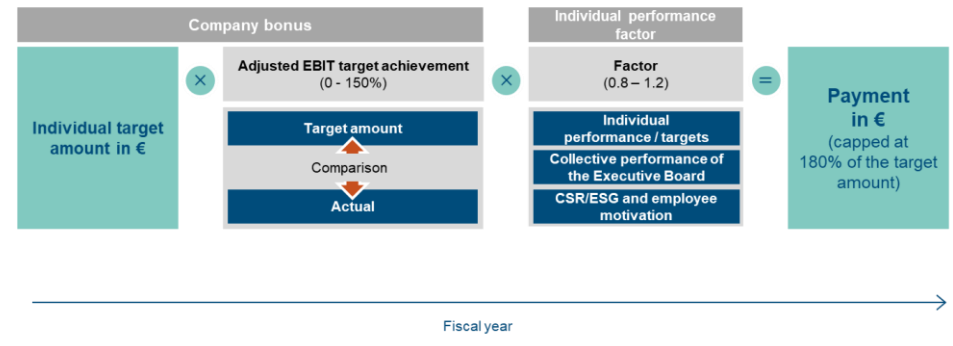 Company bonus
Individual performance
factor
Individual target
amount in €
×
Adjusted EBIT target achievement
(0 - 150%)
Target amount
Comparison
Actual
×
Factor
(0.8 – 1.2)
Individual
performance / targets
Collective performance of
the Executive Board
CSR/ESG and employee
motivation
=
Payment
in €
(capped at
180% of the target
amount)
Fiscal year